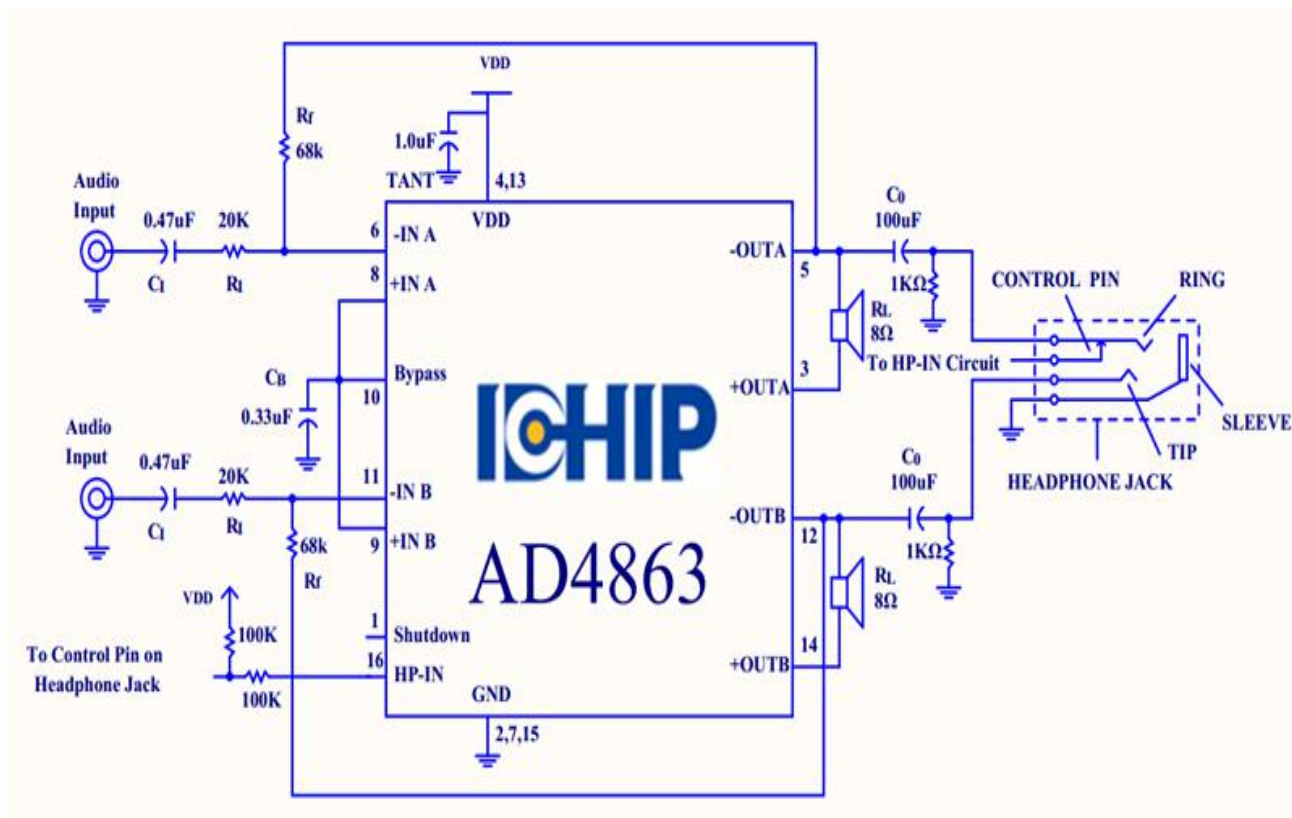 VDD
Rf
68k
1.0uF
TANT
4,13
VDD
Audio
Input
0.47uF
20K
CI
RI
6
-IN A
8
+IN A
-OUTA
5
C0
100uF
1KΩ
RL
8Ω
3
+OUTA
CONTROL PIN
RING
To HP-IN Circuit
SLEEVE
TIP
HEADPHONE JACK
CB
0.33uF
Bypass
10
ICHIP
AD4863
Audio
Input
0.47uF
20K
CI
RI
11
-IN B
9
+IN B
68k
Rf
-OUTB
12
C0
100uF
1KΩ
RL
8Ω
14
+OUTB
VDD
100K
To Control Pin on
Headphone Jack
100K
1
Shutdown
16
HP-IN
GND
2,7,15